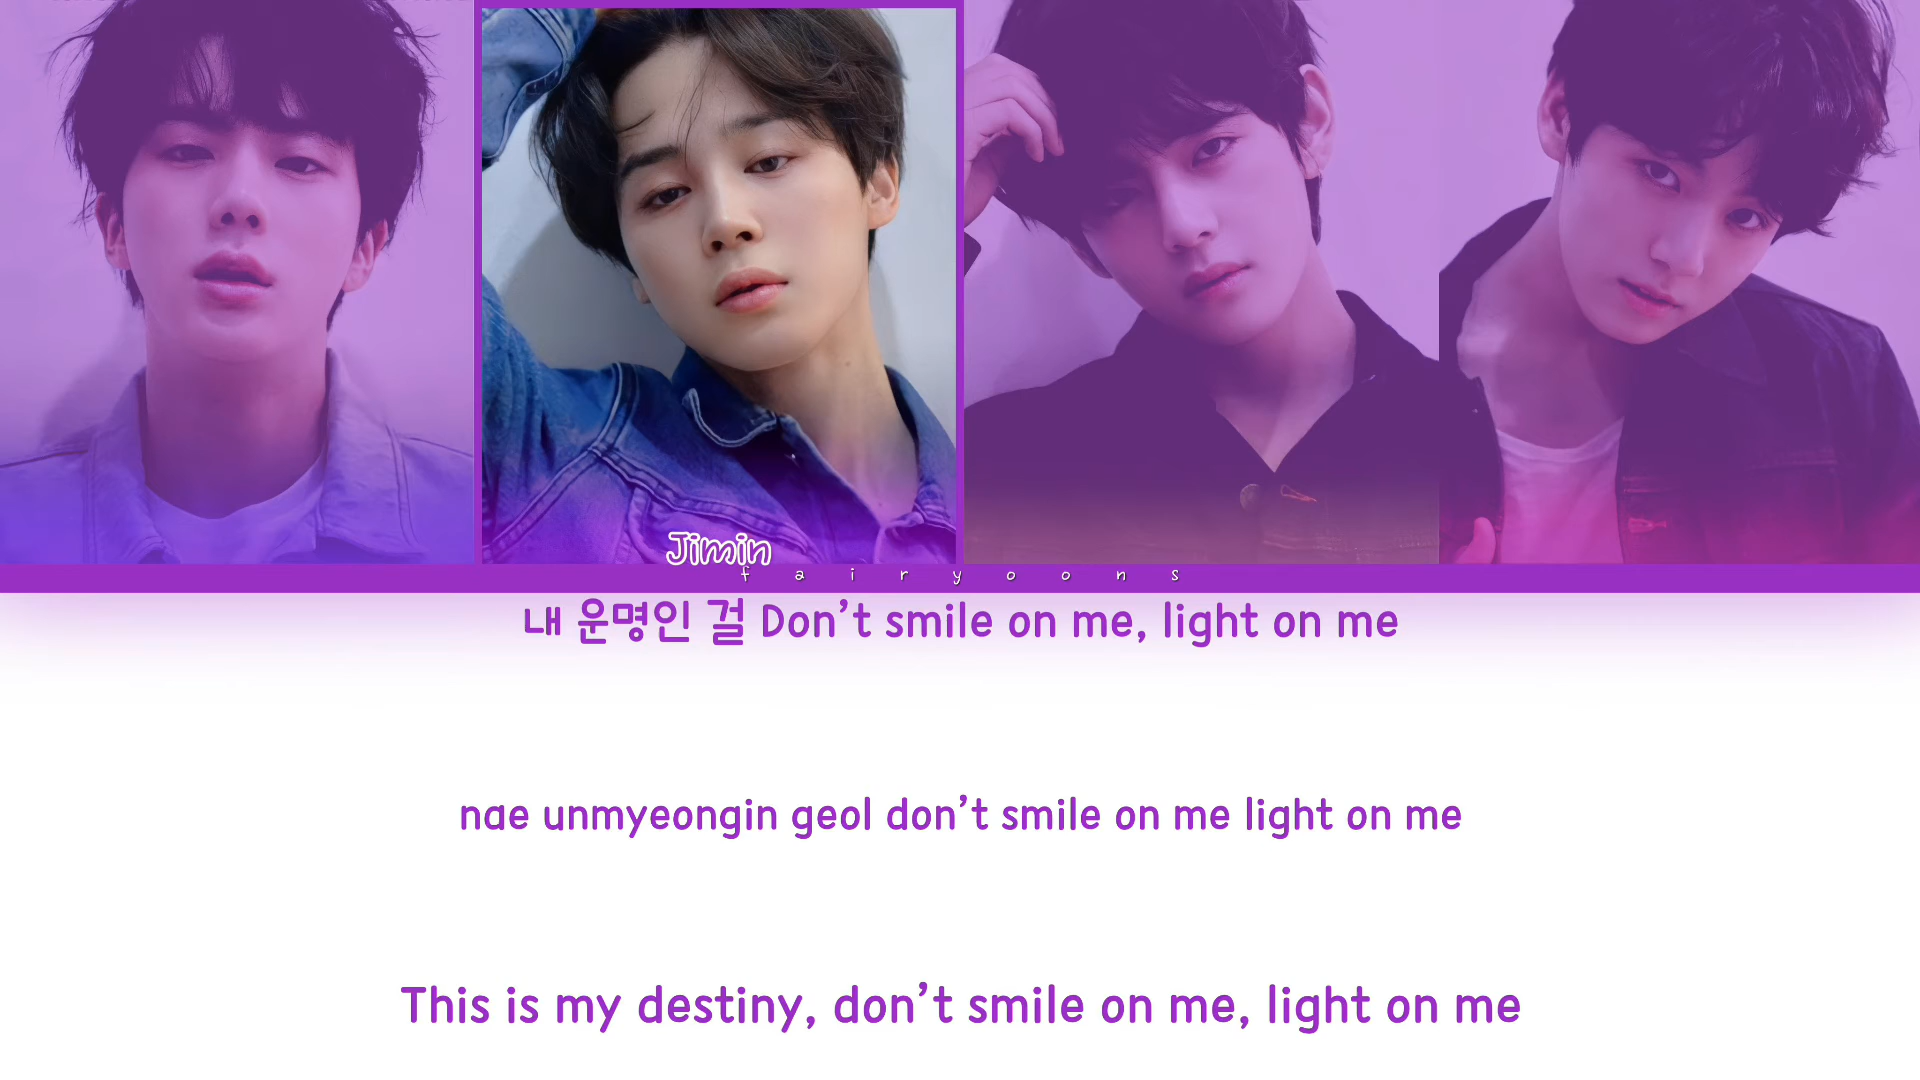 Jimin
fairyoons
내 운명인 걸 Don't smile on me, light on me
nae unmyeongin geol don't smile on me light on me
This is my destiny, don't smile on me, light on me